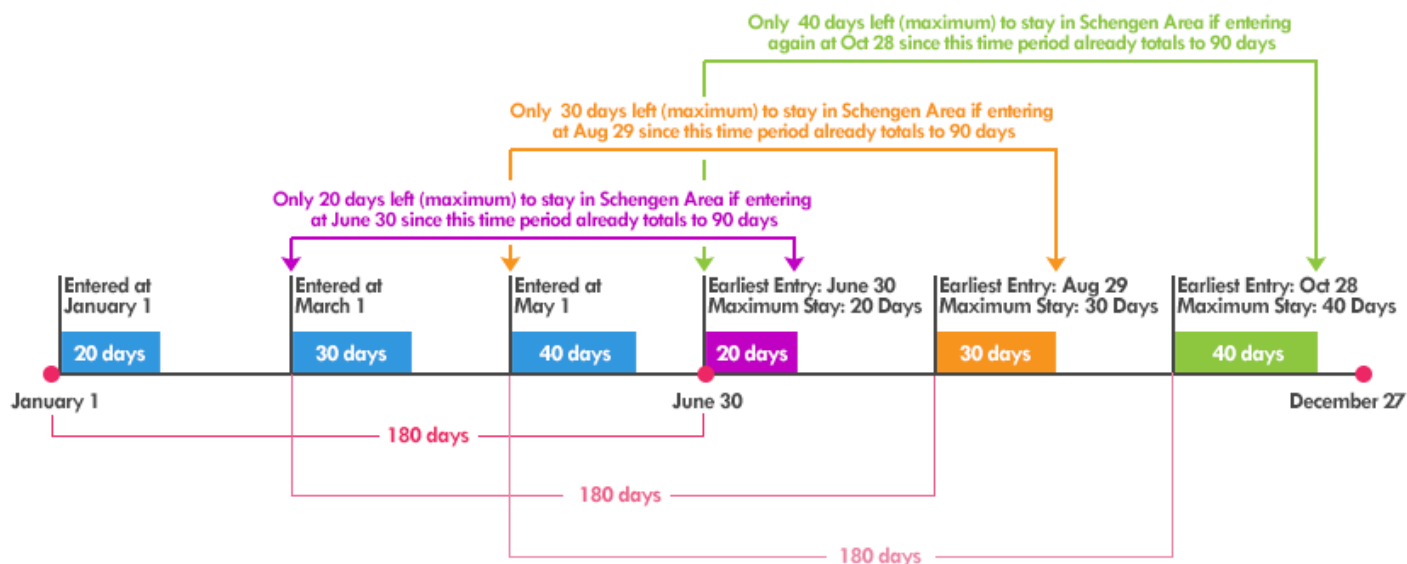 Only 40 days left (maximum) to stay in Schengen Area if entering
again at Oct 28 since this time period already totals to 90 days
Only 30 days left (maximum) to stay in Schengen Area if entering
at Aug 29 since this time period already totals to 90 days
Only 20 days left (maximum) to stay in Schengen Area if entering
at June 30 since this time period already totals to 90 days
Entered at
January 1
20 days
Entered at
March 1
30 days
Entered at
May 1
40 days
Earliest Entry: June 30
Maximum Stay: 20 Days
20 days
Earliest Entry: Aug 29
Maximum Stay: 30 Days
30 days
Earliest Entry: Oct 28
Maximum Stay: 40 Days
40 days
January 1
June 30
December 27
180 days
180 days
180 days